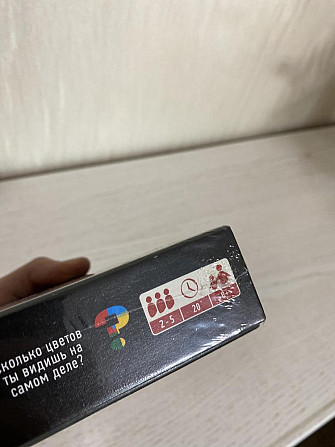 сколько цветов
ты видишь на
самом деле?
?
2-5
20